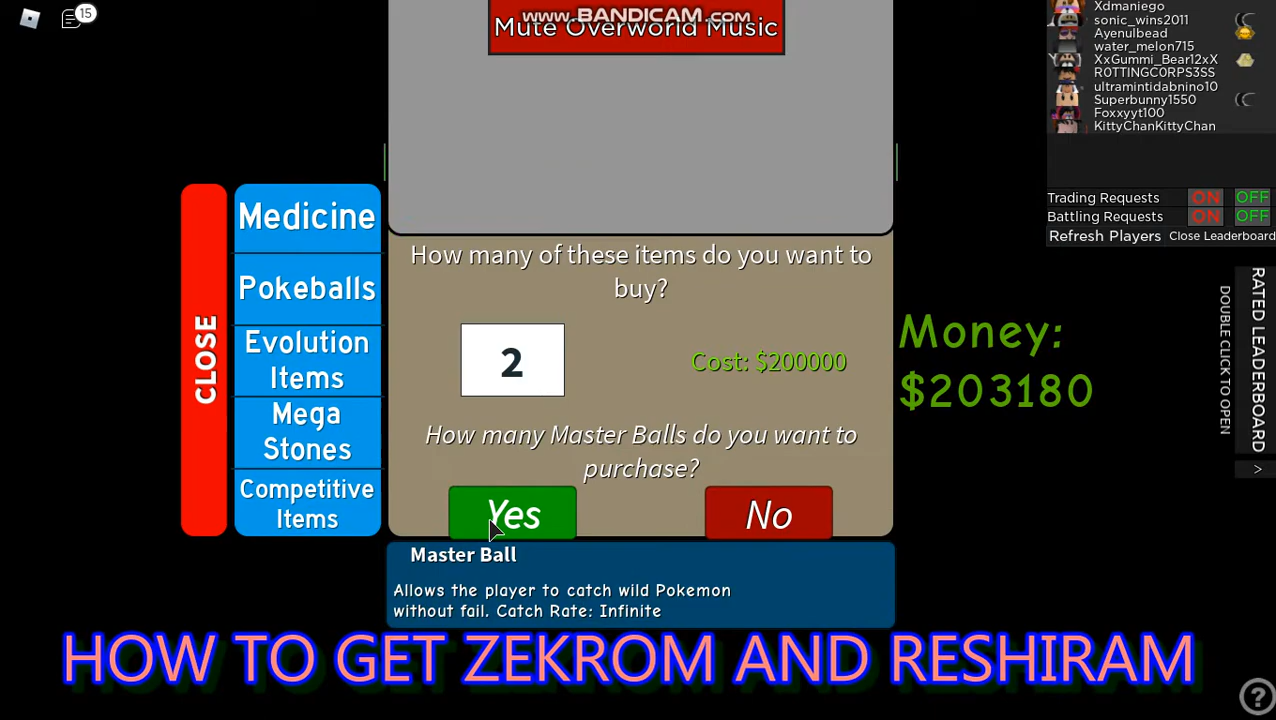 15
www.BANDICAM.com
Mute Overworld Music
Xdmaniego
sonic_wins2011
Ayenulbead
water_melon715
XxGummi_Bear12xX
R0TTINGC0RPS3SS
ultramintidabnino10
Superbunny1550
Foxxyyt100
KittyChanKittyChan
Trading Requests ON OFF
Battling Requests ON OFF
Refresh Players Close Leaderboard
RATED LEADERBOARD
DOUBLE CLICK TO OPEN
>
CLOSE
Medicine
Pokeballs
Evolution
Items
Mega
Stones
Competitive
Items
How many of these items do you want to
buy?
2
Cost: $200000
Money:
$203180
How many Master Balls do you want to
purchase?
Yes
No
Master Ball
Allows the player to catch wild Pokemon
without fail. Catch Rate: Infinite
HOW TO GET ZEKROM AND RESHIRAM
?